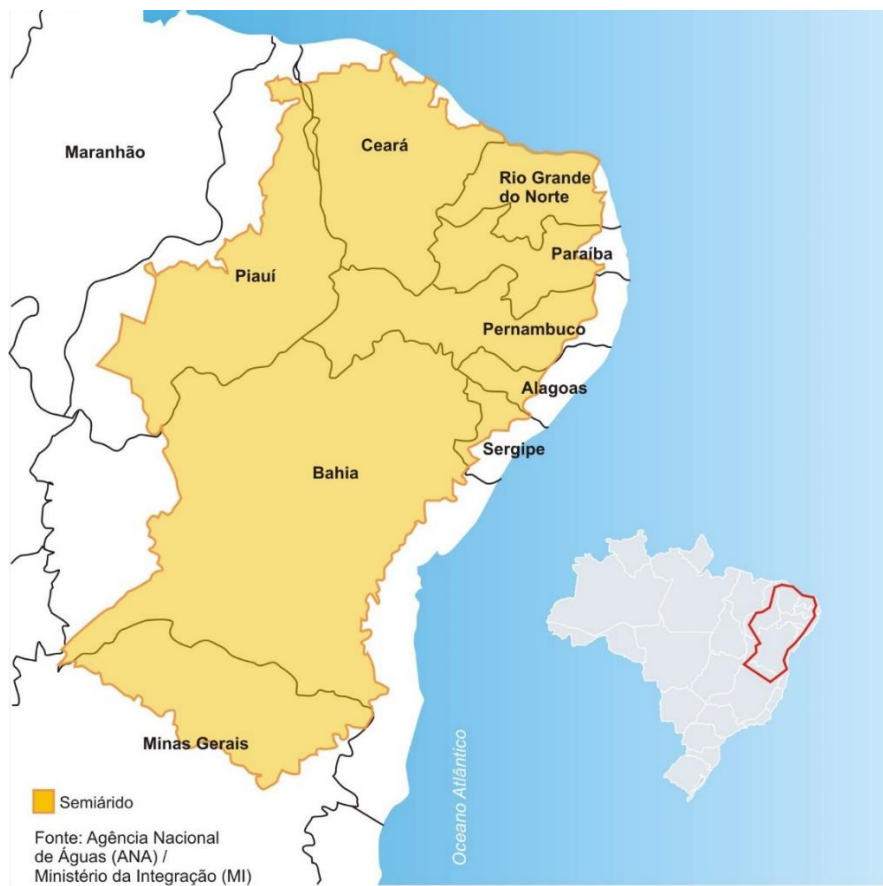 Maranhão
Ceará
Rio Grande
do Norte
Paraíba
Piauí
Pernambuco
Alagoas
Sergipe
Bahia
Minas Gerais
Oceano Atlântico
Semiárido
Fonte: Agência Nacional
de Águas (ANA) /
Ministério da Integração (MI)